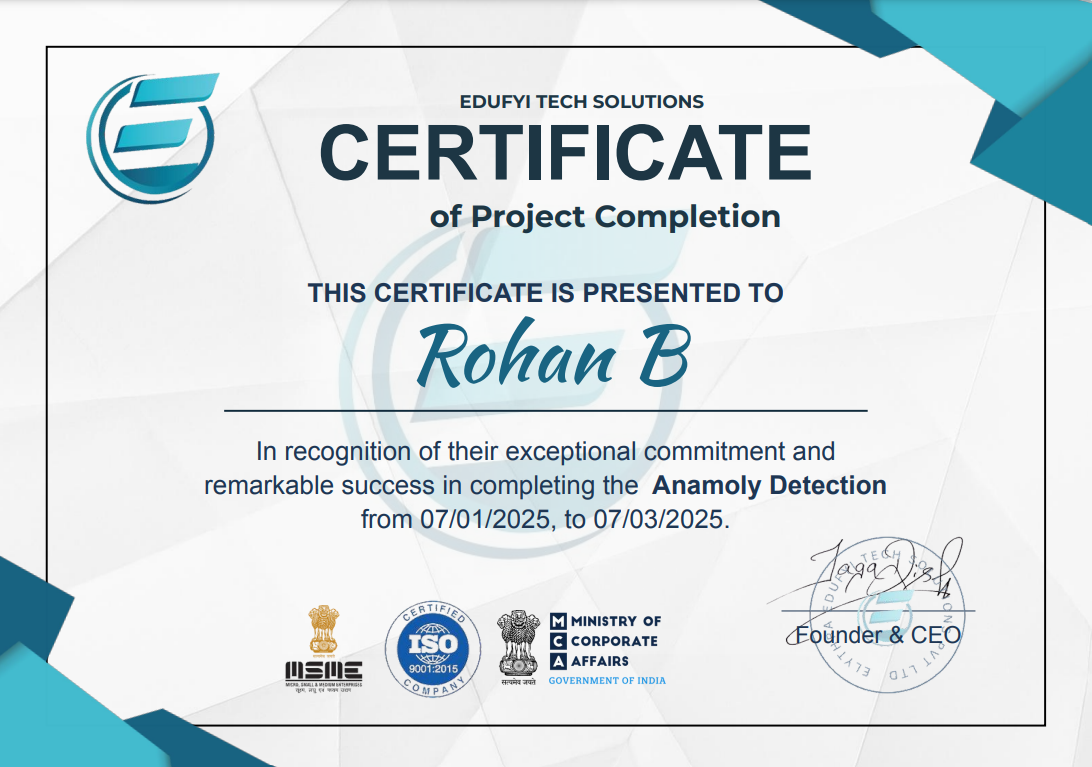 EDUFYI TECH SOLUTIONS
CERTIFICATE
of Project Completion
THIS CERTIFICATE IS PRESENTED TO
Rohan B
In recognition of their exceptional commitment and
remarkable success in completing the Anamoly Detection
from 07/01/2025, to 07/03/2025.
Founder & CEO
MSME
MICRO, SMALL & MEDIUM ENTERPRISES
सूक्ष्म, लघु एवं मध्यम उद्यम
CERTIFIED
ISO
9001:2015
COMPANY
सत्यमेव जयते
MCA
MINISTRY OF
CORPORATE
AFFAIRS
GOVERNMENT OF INDIA
EDUFYI TECH SOLUTIONS PVT LTD